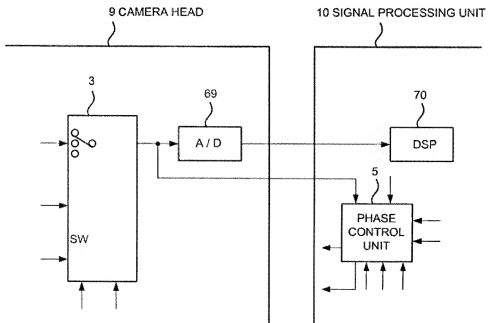 9 CAMERA HEAD
10 SIGNAL PROCESSING UNIT
3
69
70
A / D
DSP
5
PHASE
CONTROL
UNIT
SW